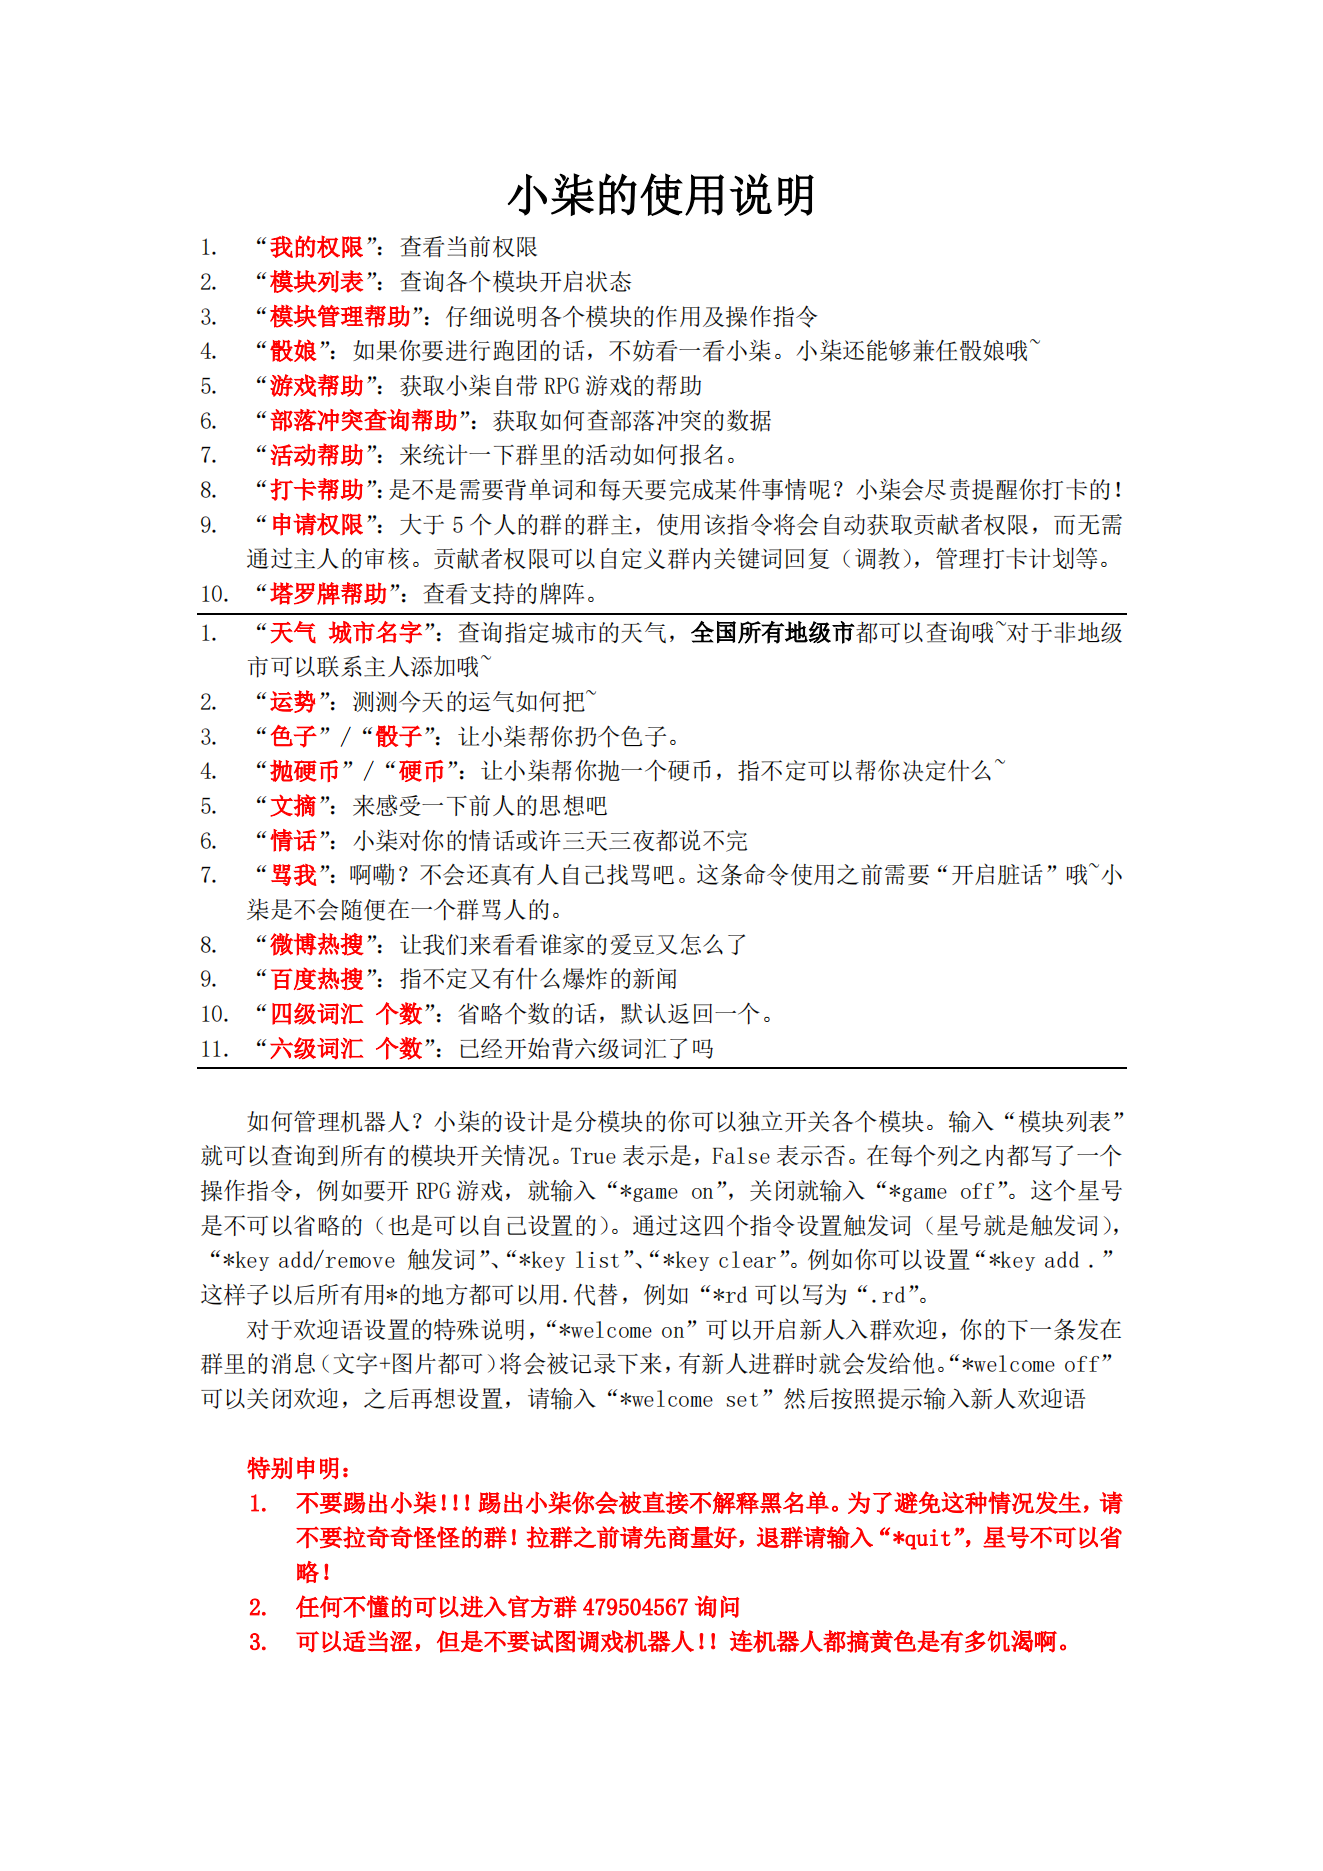 小柒的使用说明
1. “我的权限”：查看当前权限
2. “模块列表”：查询各个模块开启状态
3. “模块管理帮助”：仔细说明各个模块的作用及操作指令
4. “骰娘”：如果你要进行跑团的话，不妨看一看小柒。小柒还能够兼任骰娘哦~
5. “游戏帮助”：获取小柒自带 RPG 游戏的帮助
6. “部落冲突查询帮助”：获取如何查部落冲突的数据
7. “活动帮助”：来统计一下群里的活动如何报名。
8. “打卡帮助”：是不是需要背单词和每天要完成某件事情呢？小柒会尽责提醒你打卡的！
9. “申请权限”：大于 5 个人的群的群主，使用该指令将会自动获取贡献者权限，而无需
通过主人的审核。贡献者权限可以自定义群内关键词回复（调教），管理打卡计划等。
10. “塔罗牌帮助”：查看支持的牌阵。
1. “天气 城市名字”：查询指定城市的天气，全国所有地级市都可以查询哦~对于非地级
市可以联系主人添加哦~
2. “运势”：测测今天的运气如何把~
3. “色子”/“骰子”：让小柒帮你扔个色子。
4. “抛硬币”/“硬币”：让小柒帮你抛一个硬币，指不定可以帮你决定什么~
5. “文摘”：来感受一下前人的思想吧
6. “情话”：小柒对你的情话或许三天三夜都说不完
7. “骂我”：啊嘞？不会还真有人自己找骂吧。这条命令使用之前需要“开启脏话”哦~小
柒是不会随便在一个群骂人的。
8. “微博热搜”：让我们来看看谁家的爱豆又怎么了
9. “百度热搜”：指不定又有什么爆炸的新闻
10. “四级词汇 个数”：省略个数的话，默认返回一个。
11. “六级词汇 个数”：已经开始背六级词汇了吗
如何管理机器人？小柒的设计是分模块的你可以独立开关各个模块。输入“模块列表”
就可以查询到所有的模块开关情况。True 表示是，False 表示否。在每个列之内都写了一个
操作指令，例如要开 RPG 游戏，就输入“*game on”，关闭就输入“*game off”。这个星号
是不可以省略的（也是可以自己设置的）。通过这四个指令设置触发词（星号就是触发词），
“*key add/remove 触发词”、“*key list”、“*key clear”。例如你可以设置“*key add .”
这样子以后所有用*的地方都可以用.代替，例如“*rd 可以写为“.rd”。
对于欢迎语设置的特殊说明，“*welcome on”可以开启新人入群欢迎，你的下一条发在
群里的消息（文字+图片都可）将会被记录下来，有新人进群时就会发给他。“*welcome off”
可以关闭欢迎，之后再想设置，请输入“*welcome set”然后按照提示输入新人欢迎语
特别申明：
1. 不要踢出小柒！！！踢出小柒你会被直接不解释黑名单。为了避免这种情况发生，请
不要拉奇奇怪怪的群！拉群之前请先商量好，退群请输入“*quit”，星号不可以省
略！
2. 任何不懂的可以进入官方群 479504567 询问
3. 可以适当涩，但是不要试图调戏机器人！！连机器人都搞黄色是有多饥渴啊。